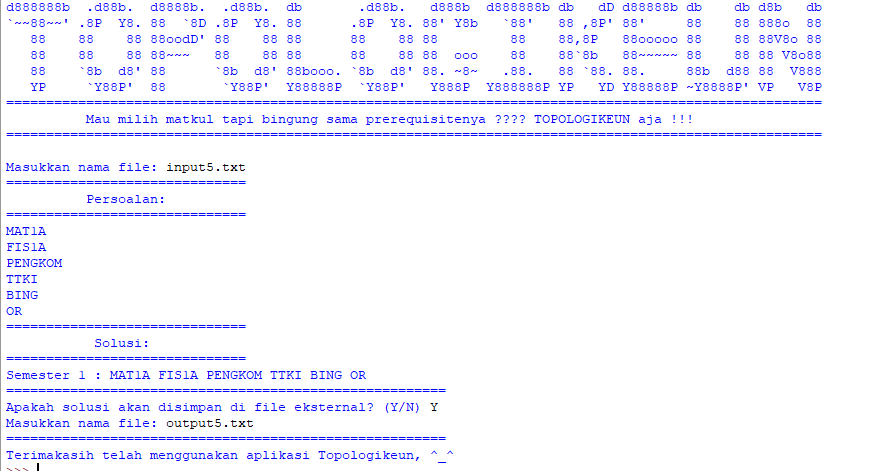 d888888b  .d88b.  d8888b.  .d88b.  db       .d88b.   d888b  d888888b db   dD d88888b db    db d8b   db
`~~88~~' .8P  Y8. 88  `8D .8P  Y8. 88      .8P  Y8. 88' Y8b   `88'   88 ,8P' 88'     88    88 888o  88
   88    88    88 88oodD' 88    88 88      88    88 88         88    88,8P   88ooooo 88    88 88V8o 88
   88    88    88 88~~~   88    88 88      88    88 88  ooo    88    88`8b   88~~~~~ 88    88 88 V8o88
   88    `8b  d8' 88      `8b  d8' 88booo. `8b  d8' 88. ~8~   .88.   88 `88. 88.     88b  d88 88  V888
   YP     `Y88P'  88       `Y88P'  Y88888P  `Y88P'   Y888P  Y888888P YP   YD Y88888P ~Y8888P' VP   V8P
======================================================================================================
Mau milih matkul tapi bingung sama prerequisitenya ???? TOPOLOGIKEUN aja !!!
======================================================================================================
Masukkan nama file: input5.txt
==============================
Persoalan:
==============================
MAT1A
FIS1A
PENGKOM
TTKI
BING
OR
==============================
Solusi:
==============================
Semester 1 : MAT1A FIS1A PENGKOM TTKI BING OR
=======================================================
Apakah solusi akan disimpan di file eksternal? (Y/N) Y
Masukkan nama file: output5.txt
=======================================================
Terimakasih telah menggunakan aplikasi Topologikeun, ^_^
>>>